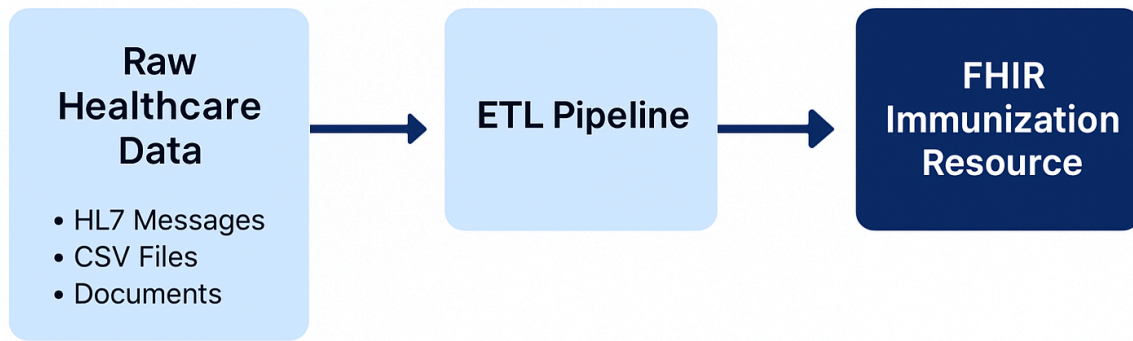 Raw
Healthcare
Data
• HL7 Messages
• CSV Files
• Documents
ETL Pipeline
FHIR
Immunization
Resource